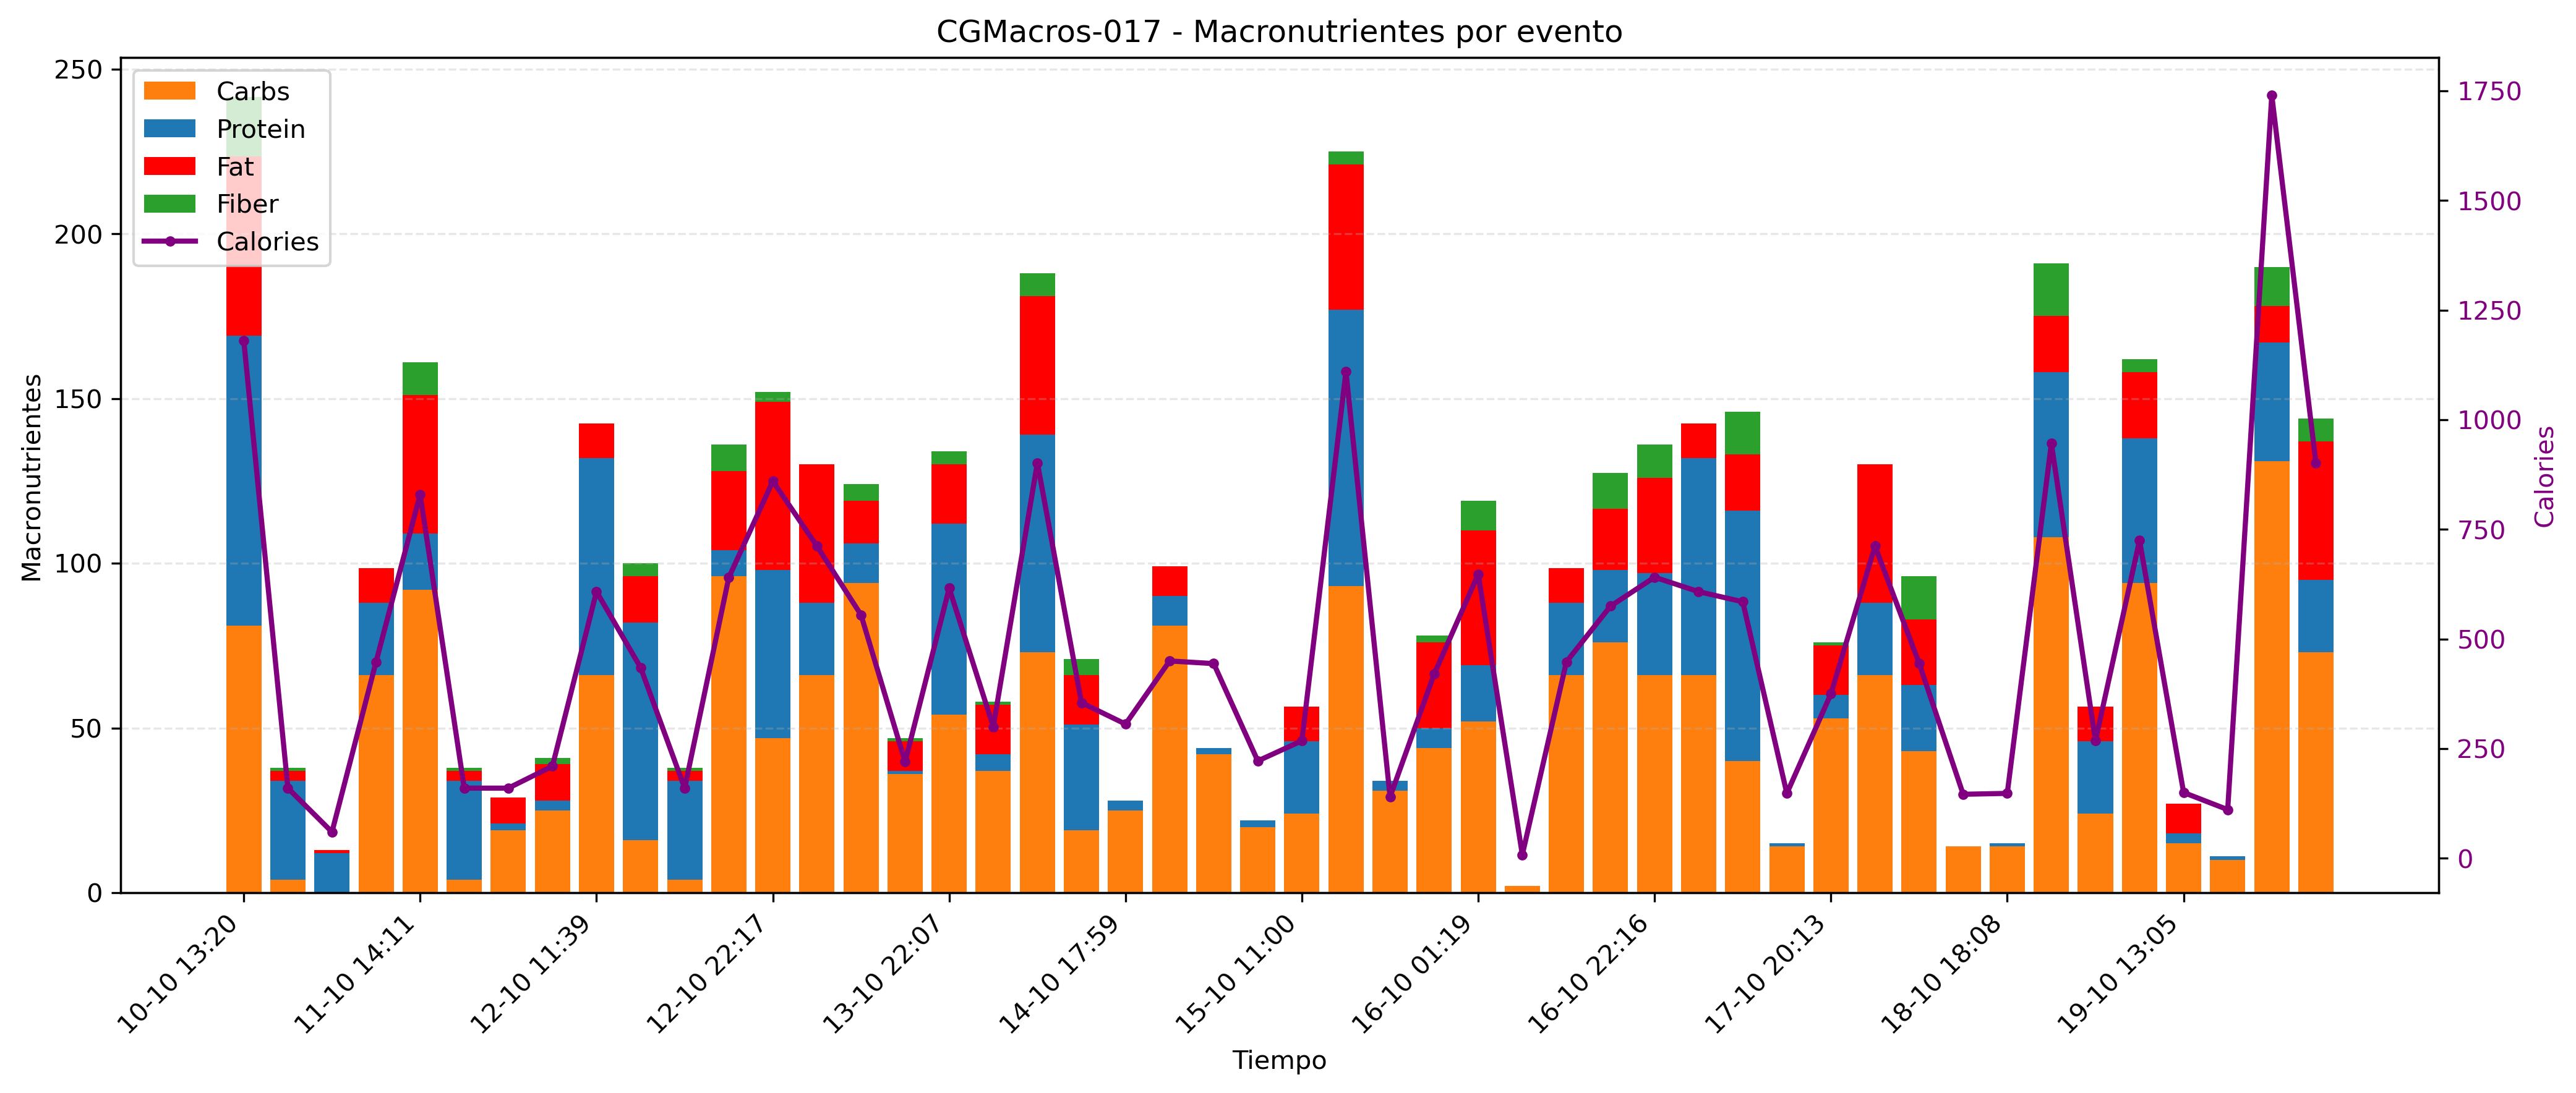 CGMacros-017 - Macronutrientes por evento
Carbs
Protein
Fat
Fiber
Calories
Macronutrientes
250
200
150
100
50
0
1750
1500
1250
1000
750
500
250
0
Calories
10-10 13:20
11-10 14:11
12-10 11:39
12-10 22:17
13-10 22:07
14-10 17:59
15-10 11:00
16-10 01:19
16-10 22:16
17-10 20:13
18-10 18:08
19-10 13:05
Tiempo